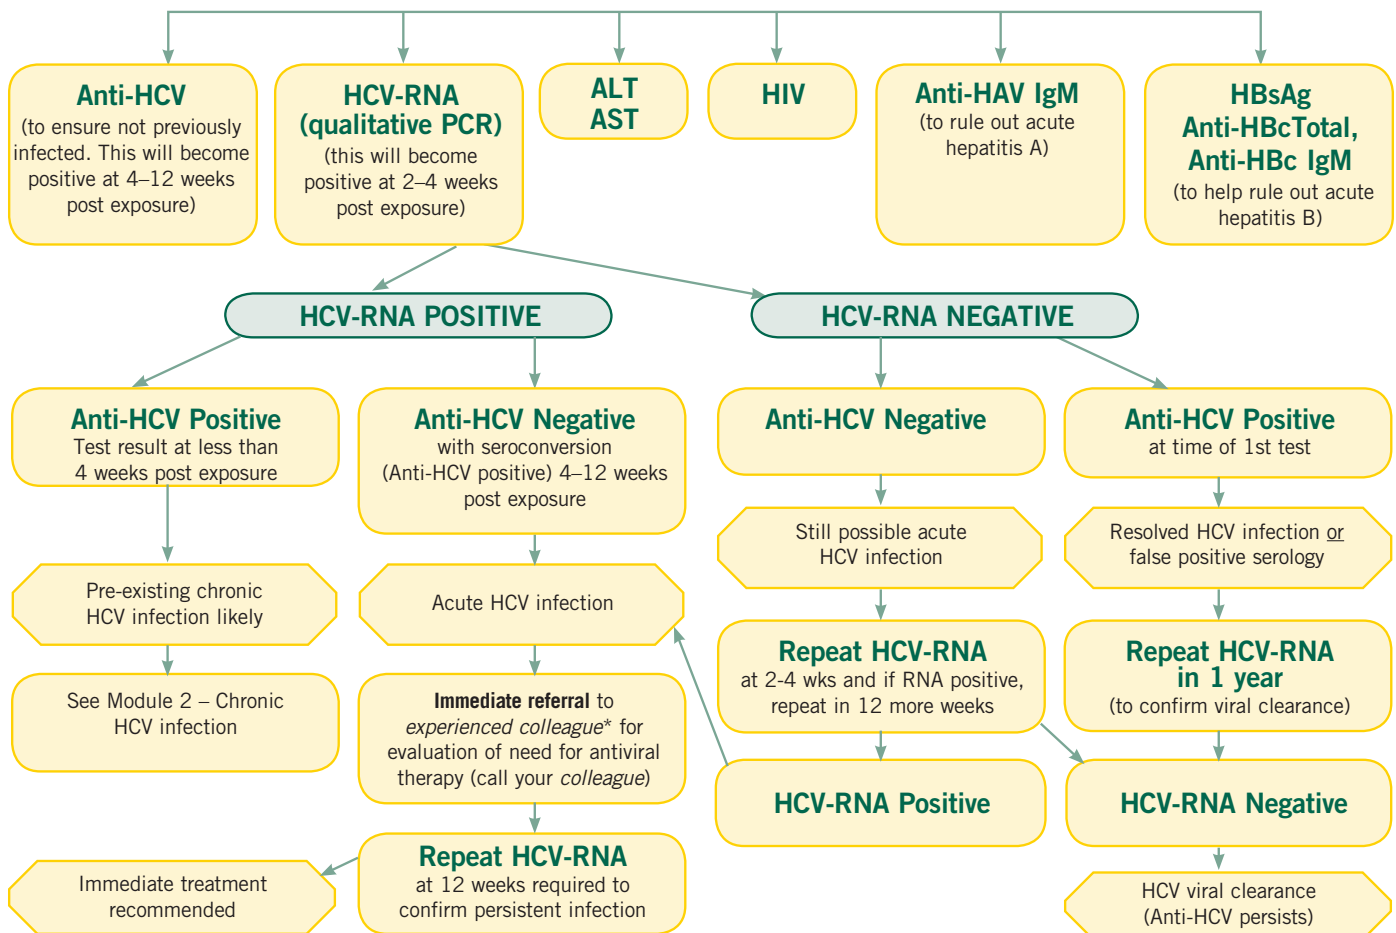 Anti-HCV
(to ensure not previously
infected. This will become
positive at 4–12 weeks
post exposure)
HCV-RNA
(qualitative PCR)
(this will become
positive at 2–4 weeks
post exposure)
ALT
AST
HIV
Anti-HAV IgM
(to rule out acute
hepatitis A)
HBsAg
Anti-HBcTotal,
Anti-HBc IgM
(to help rule out acute
hepatitis B)
HCV-RNA POSITIVE
HCV-RNA NEGATIVE
Anti-HCV Positive
Test result at less than
4 weeks post exposure
Anti-HCV Negative
with seroconversion
(Anti-HCV positive) 4–12 weeks
post exposure
Anti-HCV Negative
Anti-HCV Positive
at time of 1st test
Pre-existing chronic
HCV infection likely
Acute HCV infection
Still possible acute
HCV infection
Resolved HCV infection or
false positive serology
See Module 2 – Chronic
HCV infection
Immediate referral to
experienced colleague* for
evaluation of need for antiviral
therapy (call your colleague)
Repeat HCV-RNA
at 2-4 wks and if RNA positive,
repeat in 12 more weeks
Repeat HCV-RNA
in 1 year
(to confirm viral clearance)
HCV-RNA Positive
HCV-RNA Negative
Immediate treatment
recommended
Repeat HCV-RNA
at 12 weeks required to
confirm persistent infection
HCV viral clearance
(Anti-HCV persists)